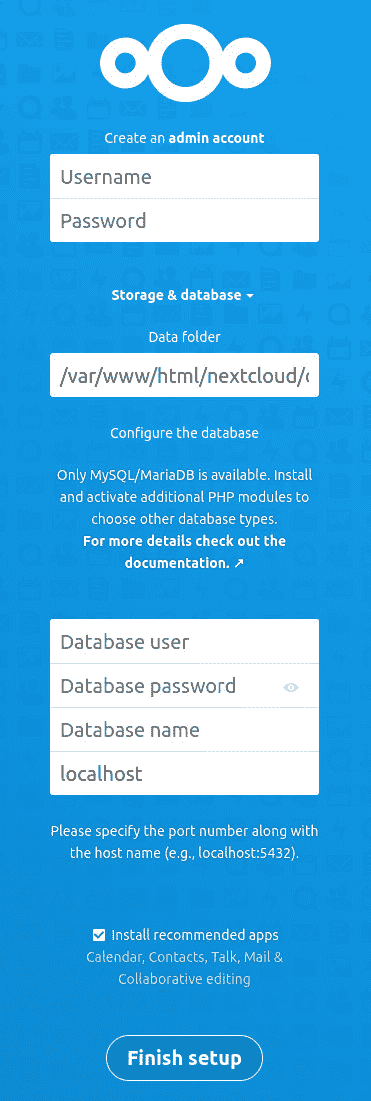 Create an admin account
Username
Password
Storage & database
Data folder
/var/www/html/nextcloud/
Configure the database
Only MySQL/MariaDB is available. Install
and activate additional PHP modules to
choose other database types.
For more details check out the
documentation. ↗
Database user
Database password
Database name
localhost
Please specify the port number along with
the host name (e.g., localhost:5432).
Install recommended apps
Calendar, Contacts, Talk, Mail &
Collaborative editing
Finish setup